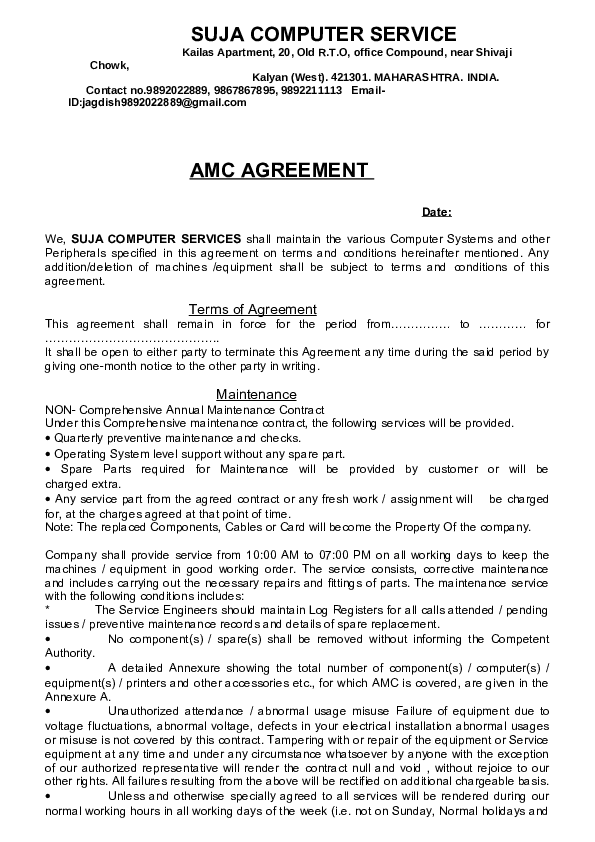 SUJA COMPUTER SERVICE
Kailas Apartment, 20, Old R.T.O, office Compound, near Shivaji
Chowk,
Kalyan (West). 421301. MAHARASHTRA. INDIA.
Contact no.9892022889, 9867867895, 9892211113 Email-
ID:jagdish9892022889@gmail.com
AMC AGREEMENT
Date:
We, SUJA COMPUTER SERVICES shall maintain the various Computer Systems and other
Peripherals specified in this agreement on terms and conditions hereinafter mentioned. Any
addition/deletion of machines /equipment shall be subject to terms and conditions of this
agreement.
Terms of Agreement
This agreement shall remain in force for the period from…………… to ………… for
……………………………………..
It shall be open to either party to terminate this Agreement any time during the said period by
giving one-month notice to the other party in writing.
Maintenance
NON- Comprehensive Annual Maintenance Contract
Under this Comprehensive maintenance contract, the following services will be provided.
• Quarterly preventive maintenance and checks.
• Operating System level support without any spare part.
• Spare Parts required for Maintenance will be provided by customer or will be
charged extra.
• Any service part from the agreed contract or any fresh work / assignment will be charged
for, at the charges agreed at that point of time.
Note: The replaced Components, Cables or Card will become the Property Of the company.
Company shall provide service from 10:00 AM to 07:00 PM on all working days to keep the
machines / equipment in good working order. The service consists, corrective maintenance
and includes carrying out the necessary repairs and fittings of parts. The maintenance service
with the following conditions includes:
* The Service Engineers should maintain Log Registers for all calls attended / pending
issues / preventive maintenance records and details of spare replacement.
• No component(s) / spare(s) shall be removed without informing the Competent
Authority.
• A detailed Annexure showing the total number of component(s) / computer(s) /
equipment(s) / printers and other accessories etc., for which AMC is covered, are given in the
Annexure A.
• Unauthorized attendance / abnormal usage misuse Failure of equipment due to
voltage fluctuations, abnormal voltage, defects in your electrical installation abnormal usages
or misuse is not covered by this contract. Tampering with or repair of the equipment or Service
equipment at any time and under any circumstance whatsoever by anyone with the exception
of our authorized representative will render the contract null and void , without rejoice to our
other rights. All failures resulting from the above will be rectified on additional chargeable basis.
• Unless and otherwise specially agreed to all services will be rendered during our
normal working hours in all working days of the week (i.e. not on Sunday, Normal holidays and